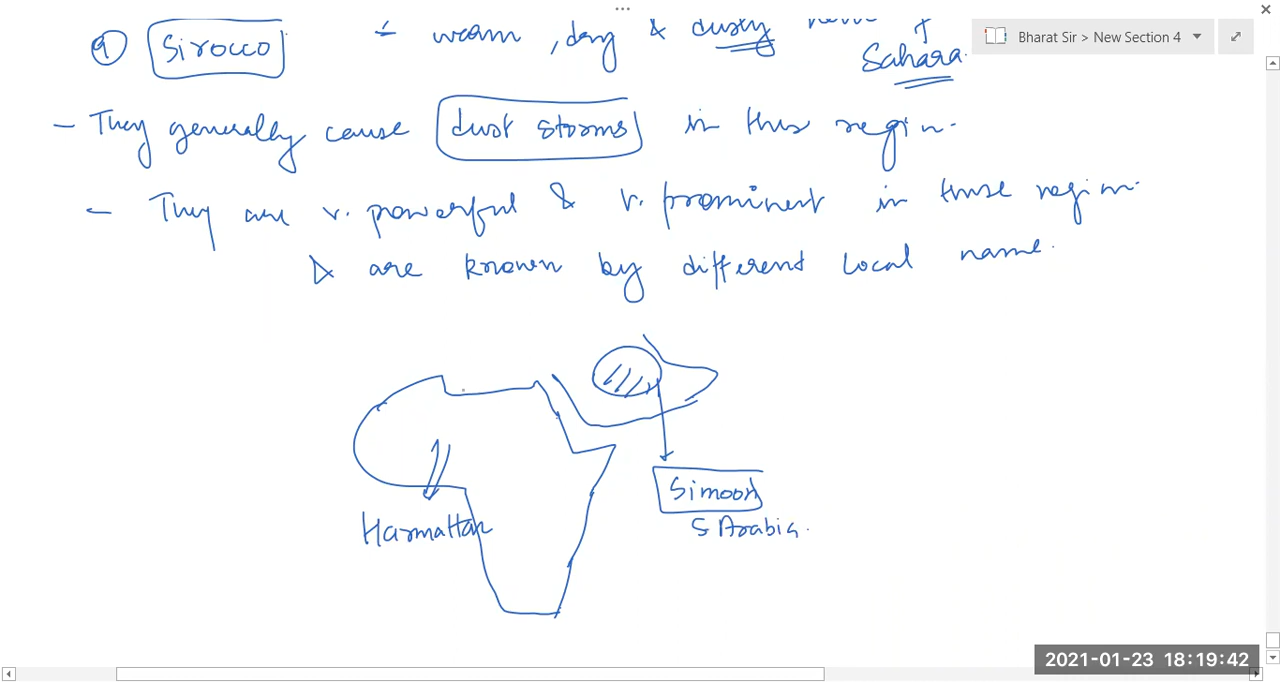 Bharat Sir > New Section 4
9 Sirocco - warm, dry & dusty
Sahara.
- They generally cause dust storms in this region.
- They are v. powerful & v. prominent in these region.
& are known by different local name.
Simoom
S Arabia.
Harmattan
2021-01-23 18:19:42